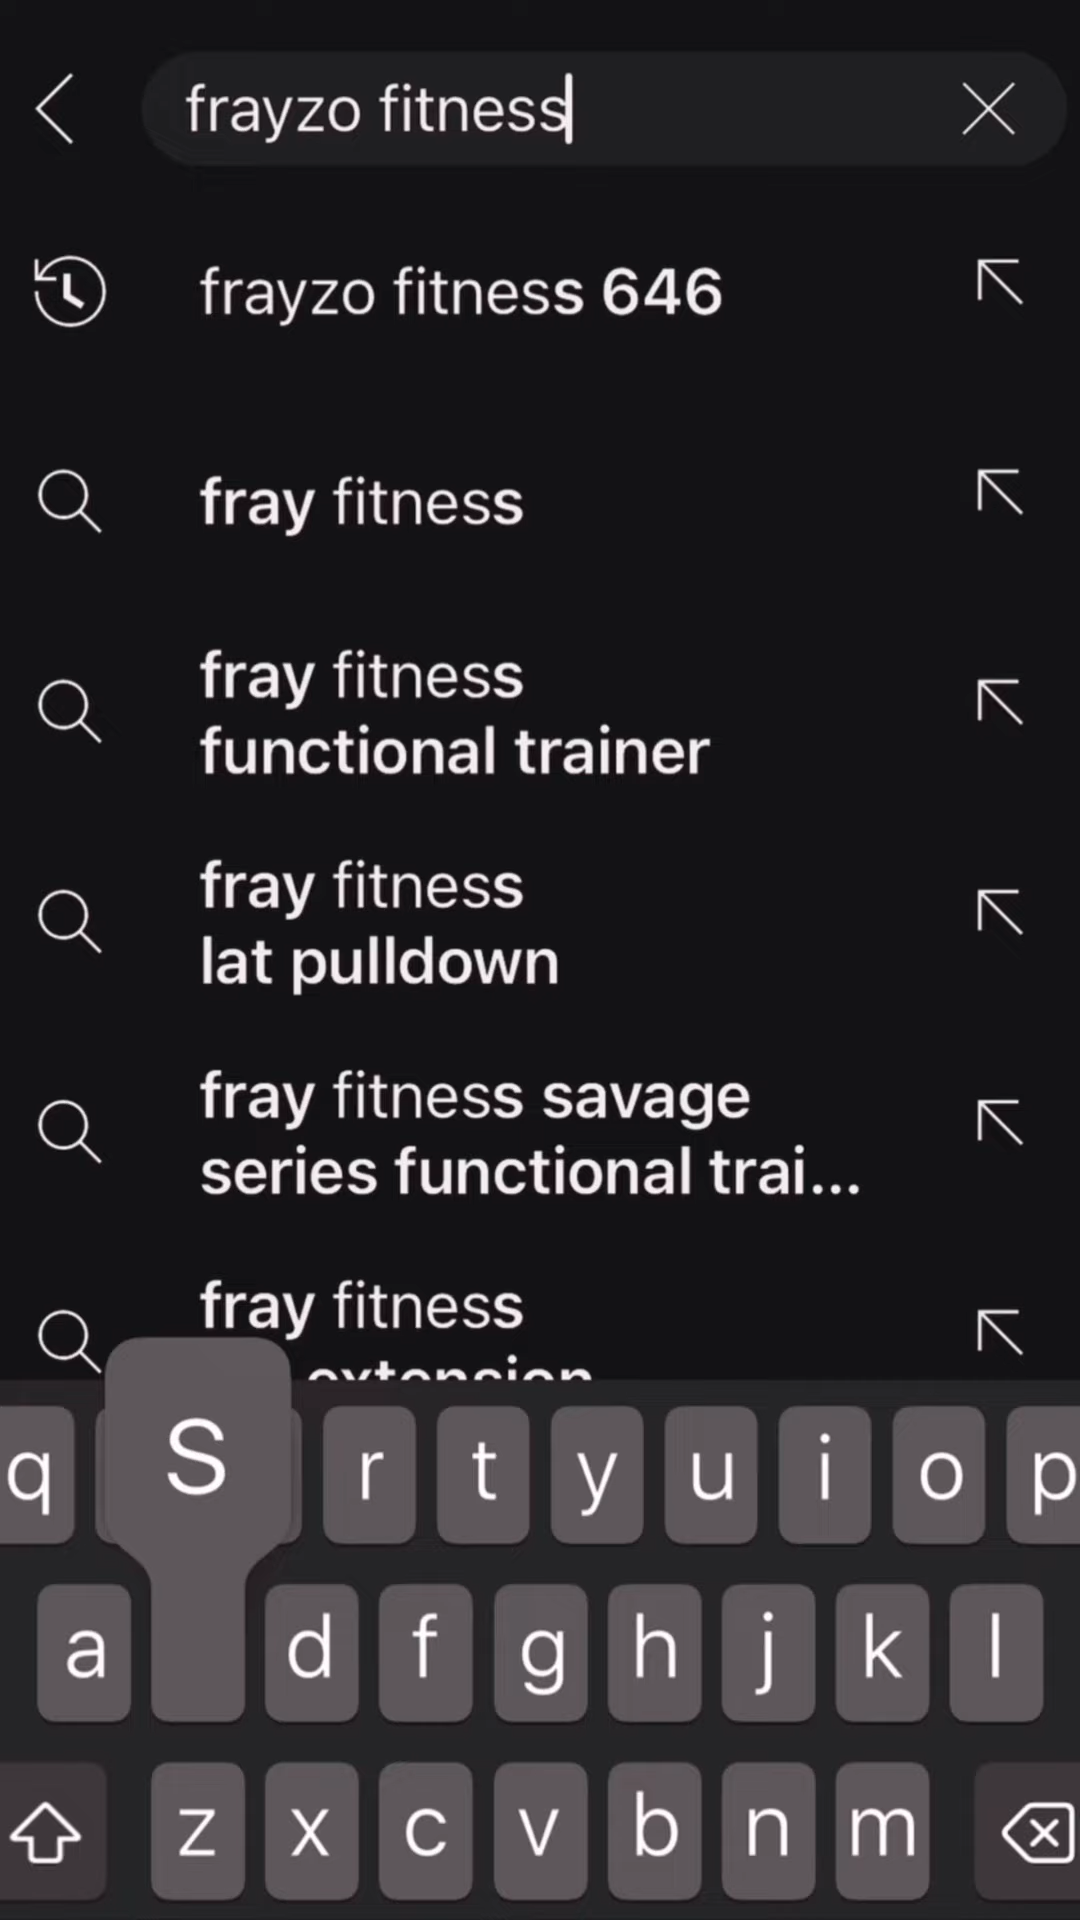 frayzo fitness
frayzo fitness 646
fray fitness
fray fitness
functional trainer
fray fitness
lat pulldown
fray fitness savage
series functional trai...
fray fitness
extension
S
q r t y u i o p
a d f g h j k l
z x c v b n m